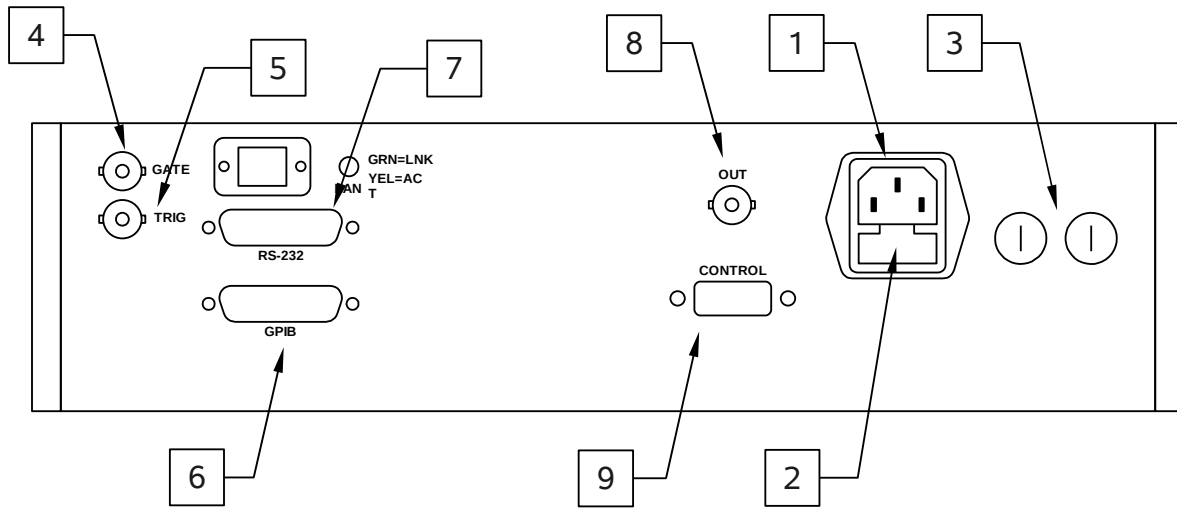 4
5
7
8
1
3
GATE
TRIG
GRN=LNK
YEL=AC
T
LAN
RS-232
GPIB
OUT
CONTROL
6
9
2